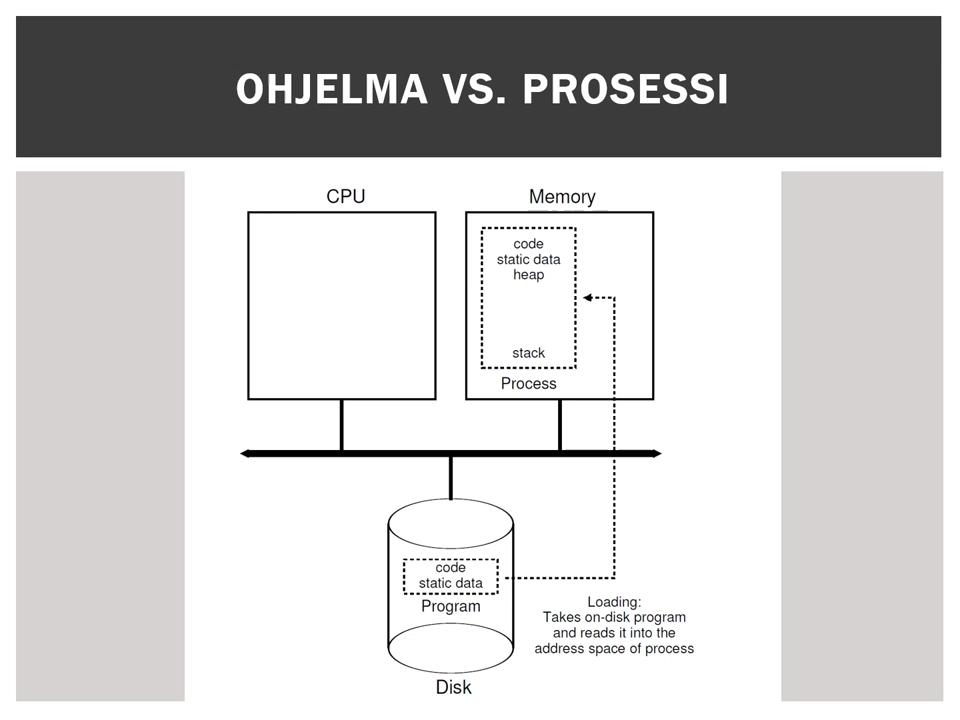 OHJELMA VS. PROSESSI
CPU
Memory
code
static data
heap
stack
Process
code
static data
Program
Loading:
Takes on-disk program
and reads it into the
address space of process
Disk